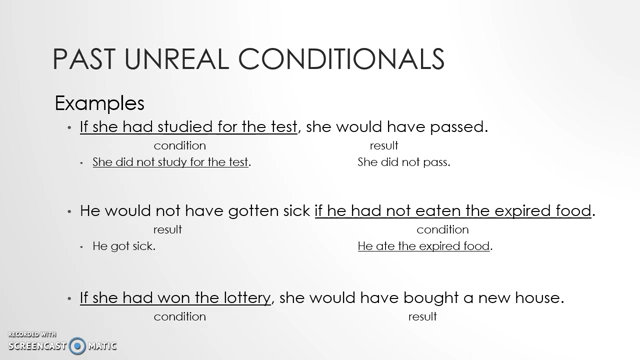 PAST UNREAL CONDITIONALS
Examples
• If she had studied for the test, she would have passed.
condition result
• She did not study for the test. She did not pass.
• He would not have gotten sick if he had not eaten the expired food.
result condition
• He got sick. He ate the expired food.
• If she had won the lottery, she would have bought a new house.
condition result
RECORDED WITH
SCREENCAST MATIC